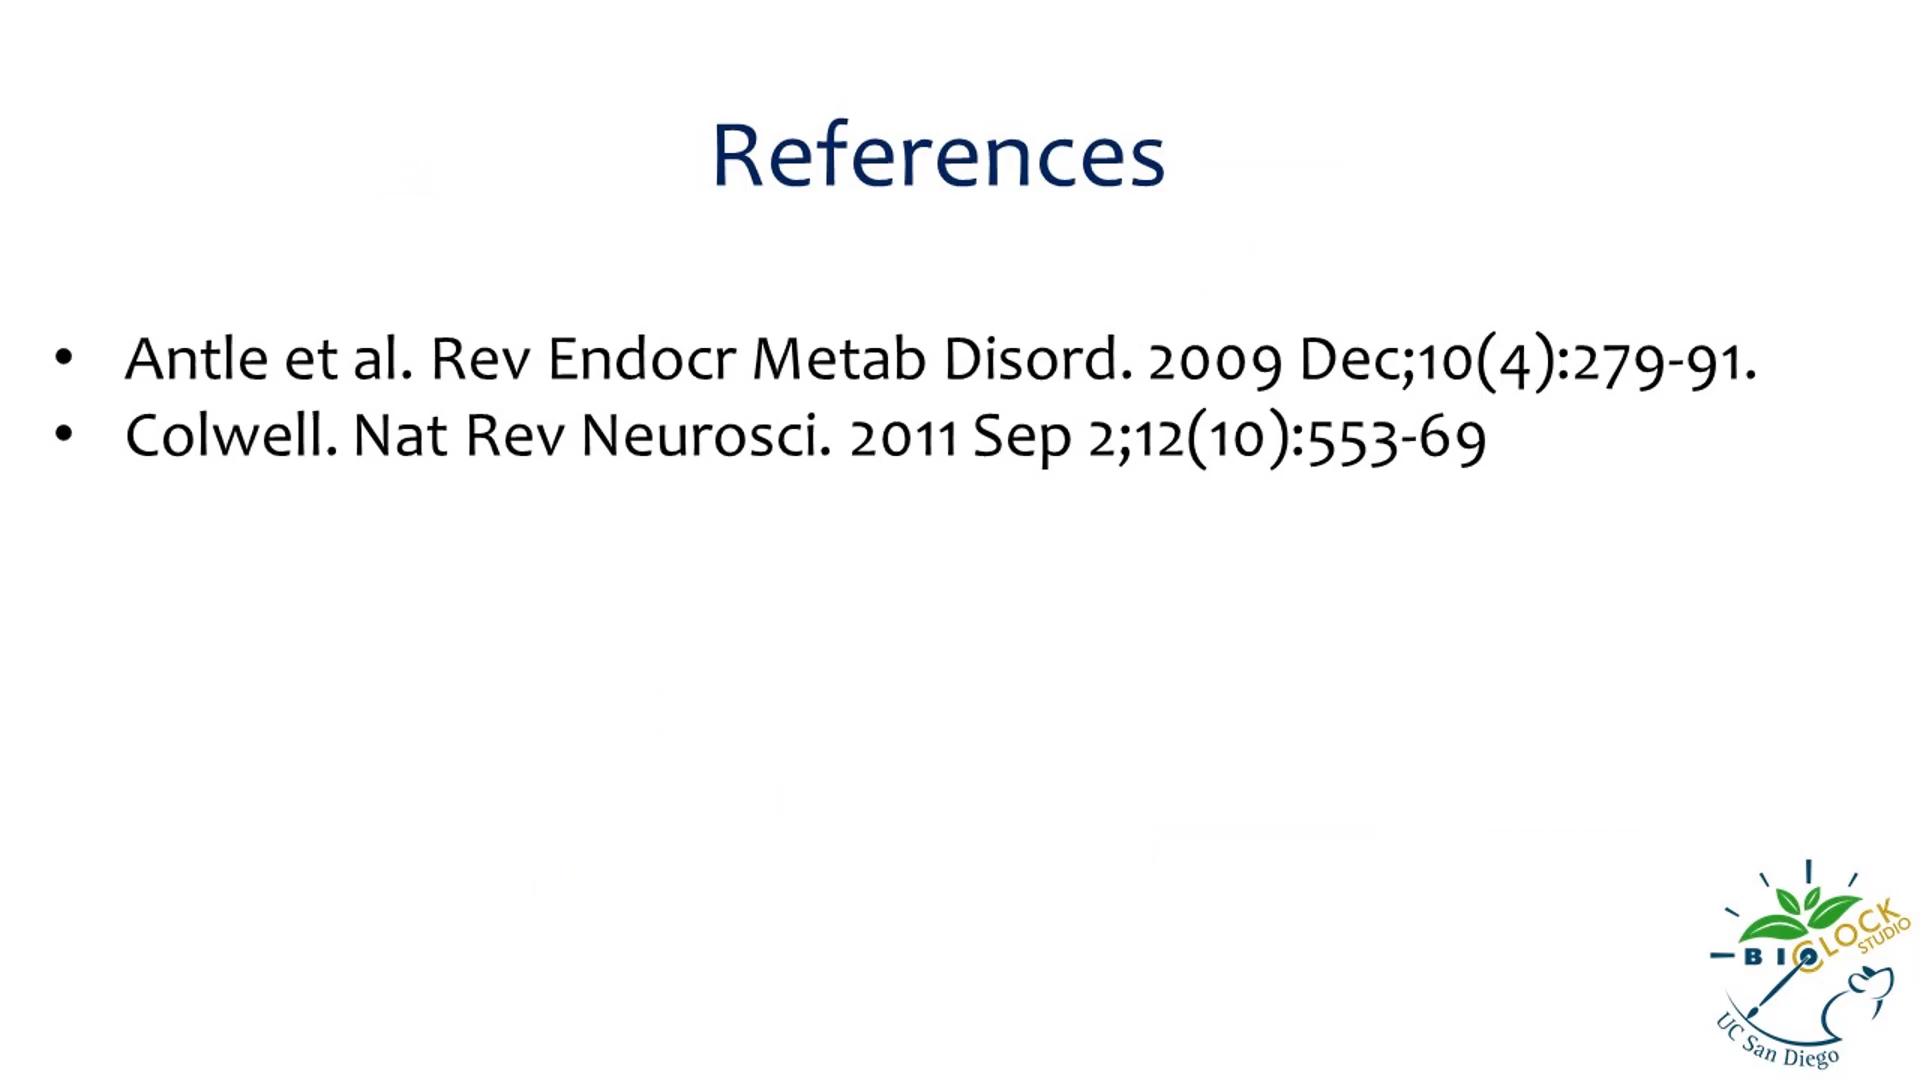 References
• Antle et al. Rev Endocr Metab Disord. 2009 Dec;10(4):279-91.
• Colwell. Nat Rev Neurosci. 2011 Sep 2;12(10):553-69
BIOCLOCK
STUDIO
UC San Diego